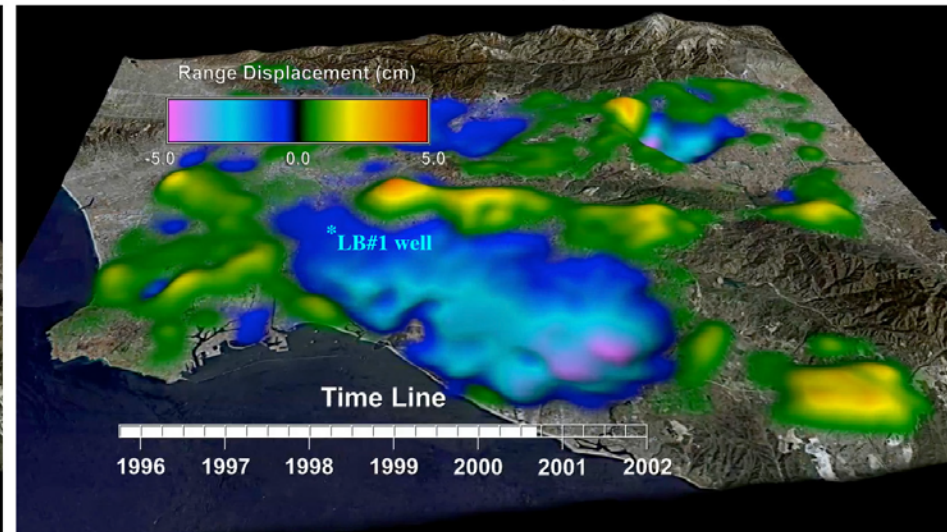 Range Displacement (cm)
-5.0 0.0 5.0
*LB#1 well
Time Line
1996 1997 1998 1999 2000 2001 2002